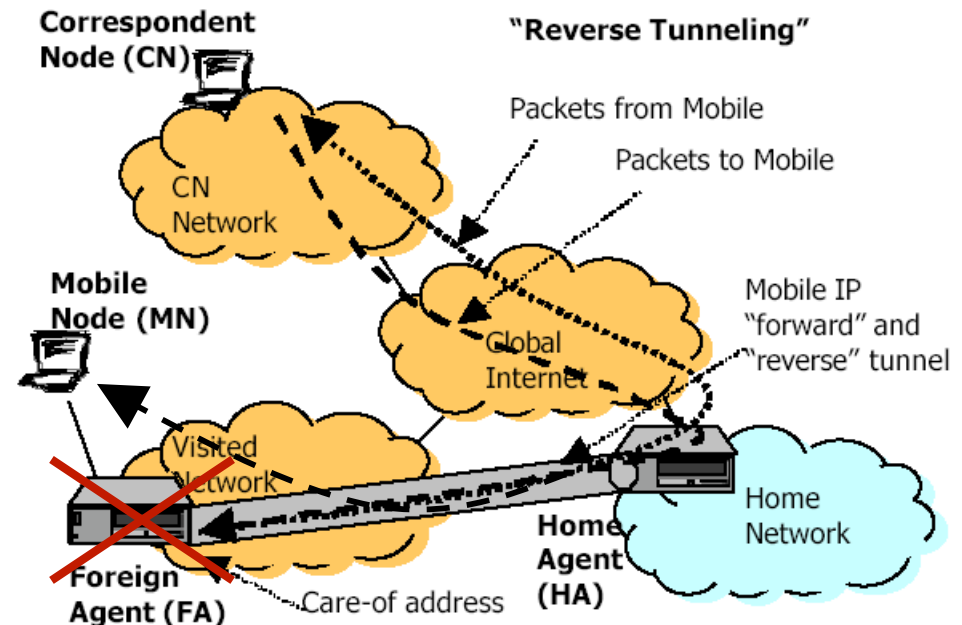 Correspondent
Node (CN)
“Reverse Tunneling”
Packets from Mobile
Packets to Mobile
CN
Network
Mobile
Node (MN)
Global
Internet
Mobile IP
“forward” and
“reverse” tunnel
Visited
Network
Home
Network
Home
Agent
(HA)
Foreign
Agent (FA)
Care-of address